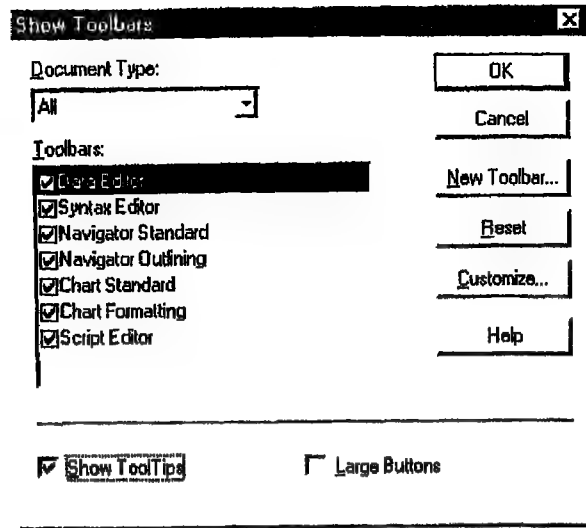 Show Toolbars
Document Type:
All
Toolbars:
Data Editor
Syntax Editor
Navigator Standard
Navigator Outlining
Chart Standard
Chart Formatting
Script Editor
OK
Cancel
New Toolbar...
Reset
Customize...
Help
Show ToolTips
Large Buttons